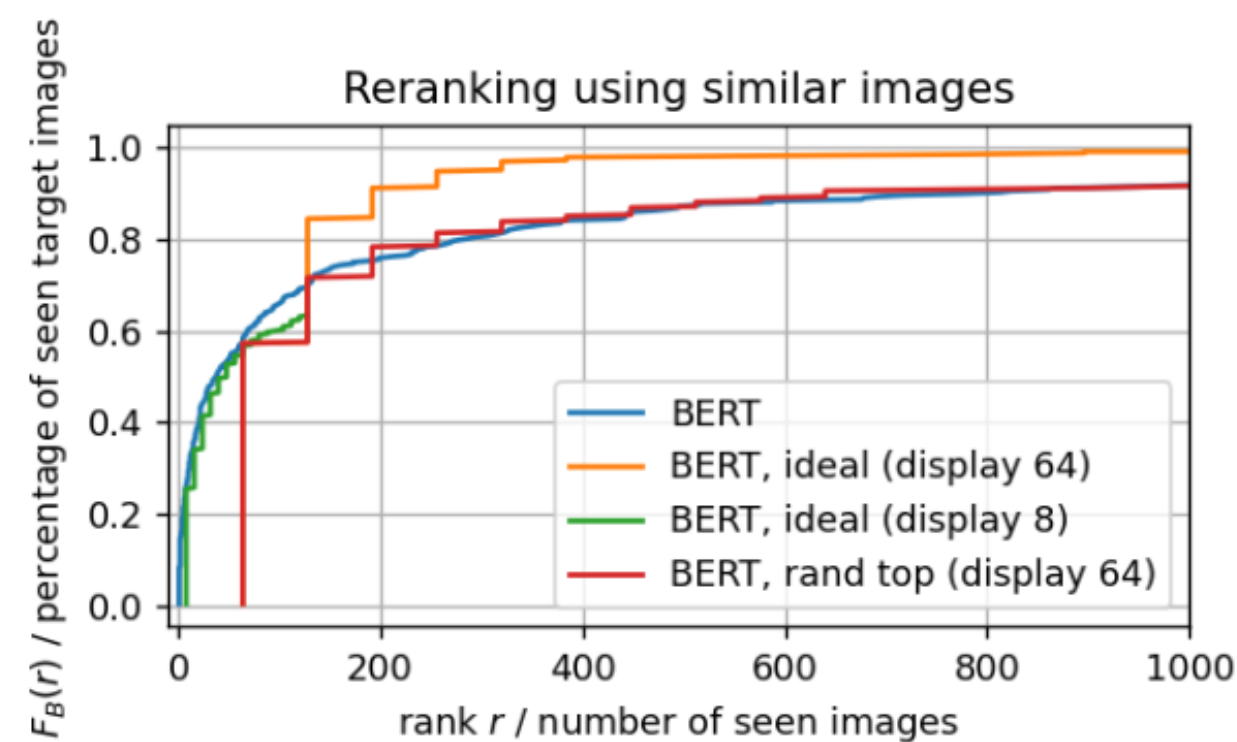 Reranking using similar images
F_B(r) / percentage of seen target images
1.0
0.8
0.6
0.4
0.2
0.0
BERT
BERT, ideal (display 64)
BERT, ideal (display 8)
BERT, rand top (display 64)
0 200 400 600 800 1000
rank r / number of seen images